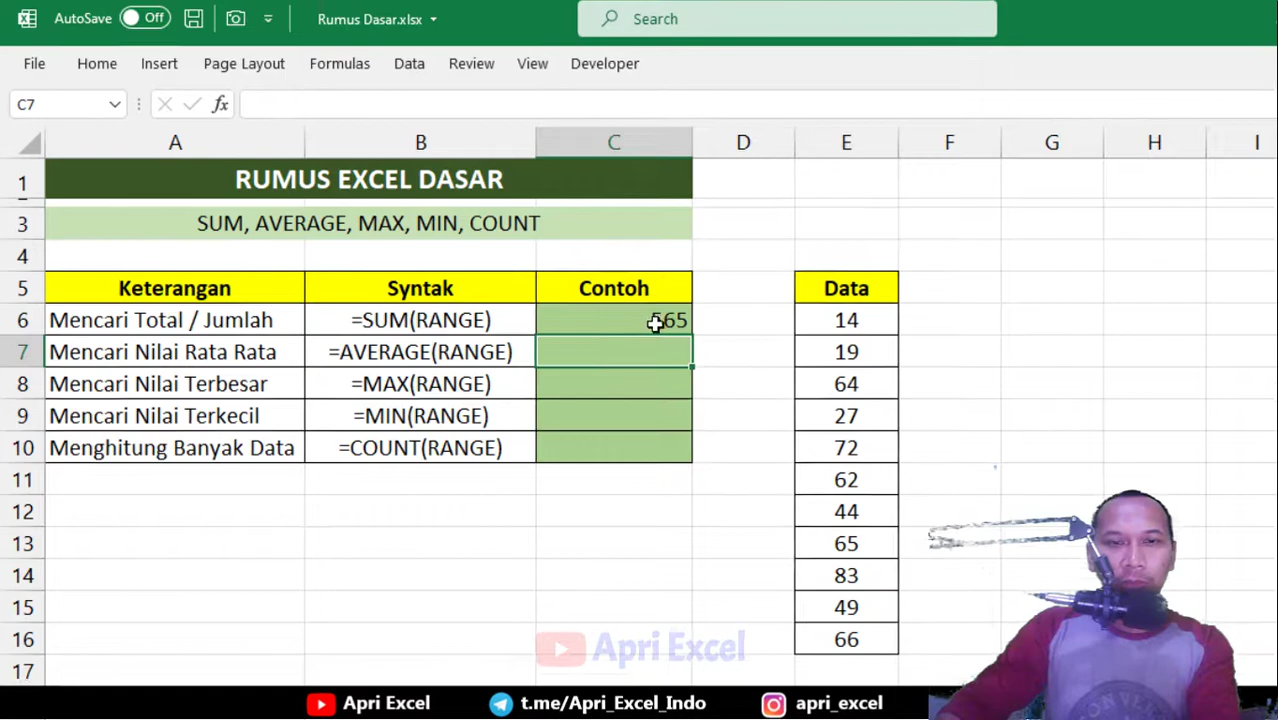 AutoSave Off Rumus Dasar.xlsx Search
File Home Insert Page Layout Formulas Data Review View Developer
C7 fx
A B C D E F G H I
1 RUMUS EXCEL DASAR
3 SUM, AVERAGE, MAX, MIN, COUNT
4
5 Keterangan Syntak Contoh Data
6 Mencari Total / Jumlah =SUM(RANGE) 565 14
7 Mencari Nilai Rata Rata =AVERAGE(RANGE) 19
8 Mencari Nilai Terbesar =MAX(RANGE) 64
9 Mencari Nilai Terkecil =MIN(RANGE) 27
10 Menghitung Banyak Data =COUNT(RANGE) 72
11 62
12 44
13 65
14 83
15 49
16 66
Apri Excel
17
Apri Excel t.me/Apri_Excel_Indo apri_excel